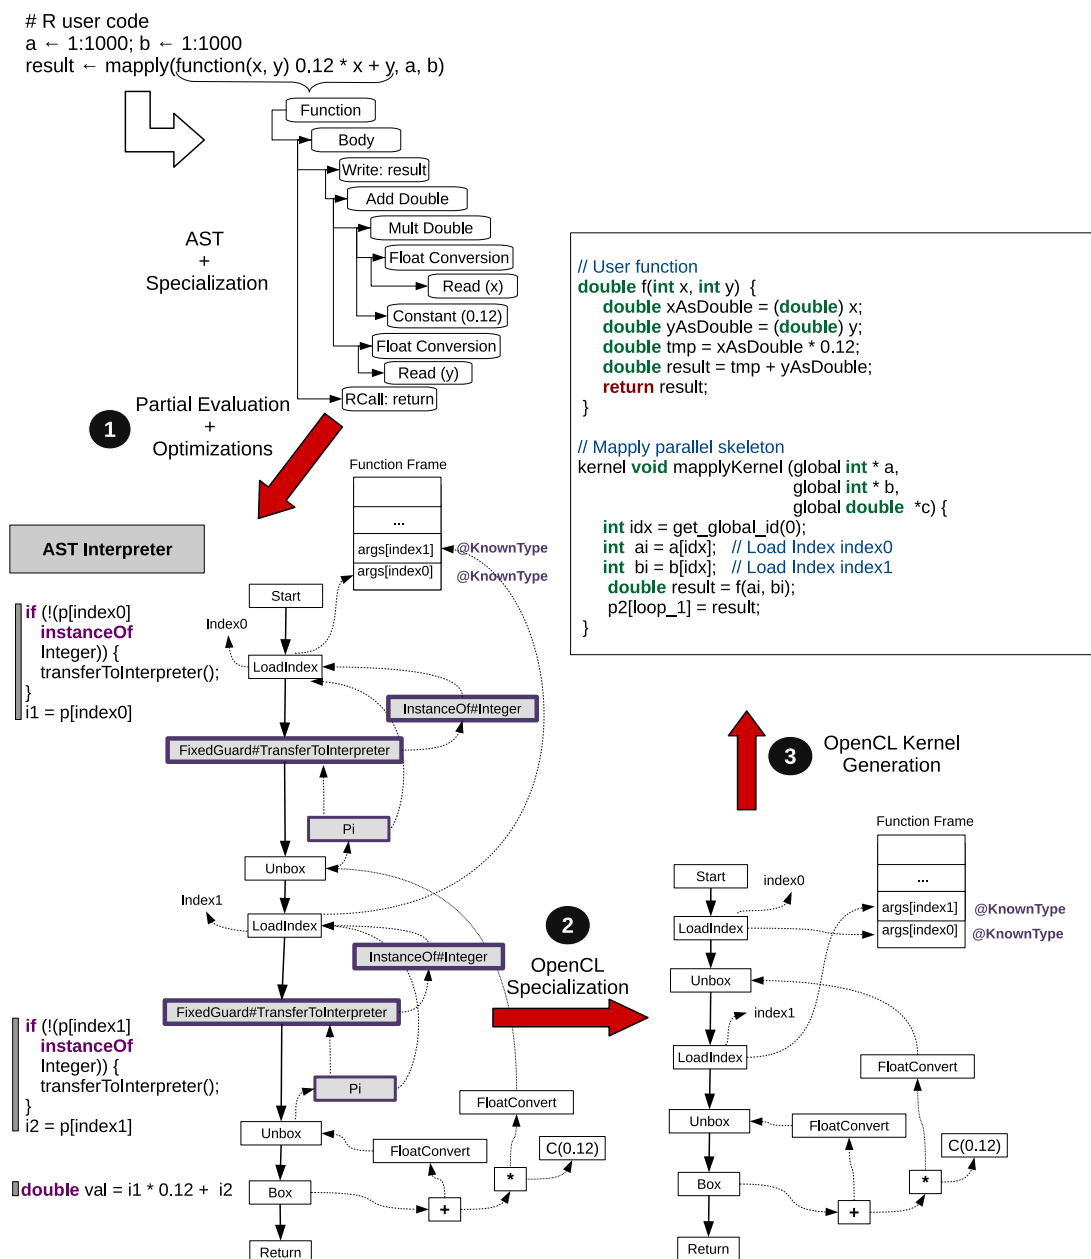 # R user code
a ← 1:1000; b ← 1:1000
result ← mapply(function(x, y) 0.12 * x + y, a, b)
Function
Body
Write: result
Add Double
Mult Double
Float Conversion
Read (x)
Constant (0.12)
Float Conversion
Read (y)
RCall: return
AST
+
Specialization
1
Partial Evaluation
+
Optimizations
Function Frame
...
args[index1]
@KnownType
args[index0]
@KnownType
AST Interpreter
if (!(p[index0]
instanceOf
Integer)) {
transferToInterpreter();
}
i1 = p[index0]
Start
Index0
LoadIndex
InstanceOf#Integer
FixedGuard#TransferToInterpreter
Pi
Unbox
Index1
LoadIndex
InstanceOf#Integer
FixedGuard#TransferToInterpreter
if (!(p[index1]
instanceOf
Integer)) {
transferToInterpreter();
}
i2 = p[index1]
Pi
FloatConvert
Unbox
FloatConvert
C(0.12)
*
double val = i1 * 0.12 + i2
Box
+
Return
2
OpenCL
Specialization
// User function
double f(int x, int y) {
double xAsDouble = (double) x;
double yAsDouble = (double) y;
double tmp = xAsDouble * 0.12;
double result = tmp + yAsDouble;
return result;
}
// Mapply parallel skeleton
kernel void mapplyKernel (global int * a,
global int * b,
global double *c) {
int idx = get_global_id(0);
int ai = a[idx]; // Load Index index0
int bi = b[idx]; // Load Index index1
double result = f(ai, bi);
p2[loop_1] = result;
}
3
OpenCL Kernel
Generation
Function Frame
...
args[index1]
@KnownType
args[index0]
@KnownType
Start
index0
LoadIndex
Unbox
index1
LoadIndex
FloatConvert
Unbox
FloatConvert
C(0.12)
*
Box
+
Return